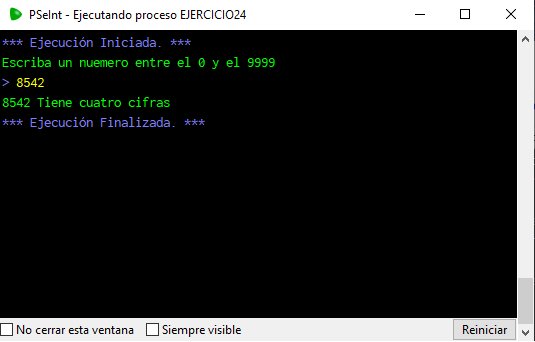 PSeInt - Ejecutando proceso EJERCICIO24
*** Ejecución Iniciada. ***
Escriba un nuemero entre el 0 y el 9999
> 8542
8542 Tiene cuatro cifras
*** Ejecución Finalizada. ***
No cerrar esta ventana Siempre visible Reiniciar